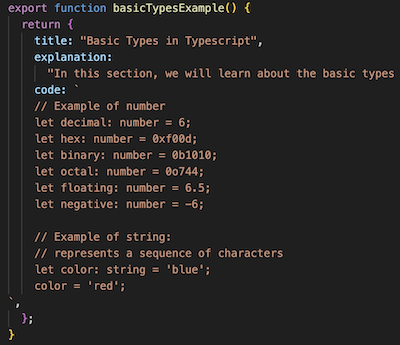 export function basicTypesExample() {
return {
title: "Basic Types in Typescript",
explanation:
"In this section, we will learn about the basic types
code: `
// Example of number
let decimal: number = 6;
let hex: number = 0xf00d;
let binary: number = 0b1010;
let octal: number = 0o744;
let floating: number = 6.5;
let negative: number = -6;
// Example of string:
// represents a sequence of characters
let color: string = 'blue';
color = 'red';
`,
};
}